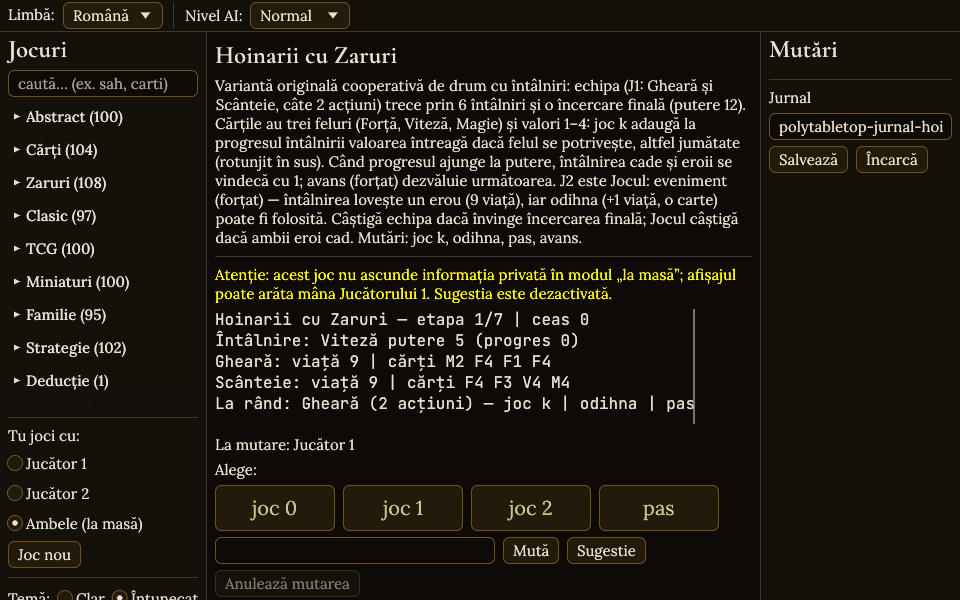 Limbă:
Română
Nivel AI:
Normal
Jocuri
caută... (ex. sah, carti)
Abstract (100)
Cărți (104)
Zaruri (108)
Clasic (97)
TCG (100)
Miniaturi (100)
Familie (95)
Strategie (102)
Deducție (1)
Tu joci cu:
Jucător 1
Jucător 2
Ambele (la masă)
Joc nou
Temă:
Clar
Întunecat
Hoinarii cu Zaruri
Variantă originală cooperativă de drum cu întâlniri: echipa (J1: Gheară și
Scânteie, câte 2 acțiuni) trece prin 6 întâlniri și o încercare finală (putere 12).
Cărțile au trei feluri (Forță, Viteză, Magie) și valori 1–4: joc k adaugă la
progresul întâlnirii valoarea întreagă dacă felul se potrivește, altfel jumătate
(rotunjit în sus). Când progresul ajunge la putere, întâlnirea cade și eroii se
vindecă cu 1; avans (forțat) dezvăluie următoarea. J2 este Jocul: eveniment
(forțat) — întâlnirea lovește un erou (9 viață), iar odihna (+1 viață, o carte)
poate fi folosită. Câștigă echipa dacă învinge încercarea finală; Jocul câștigă
dacă ambii eroi cad. Mutări: joc k, odihna, pas, avans.
Atenție: acest joc nu ascunde informația privată în modul „la masă”; afișajul
poate arăta mâna Jucătorului 1. Sugestia este dezactivată.
Hoinarii cu Zaruri — etapa 1/7 | ceas 0
Întâlnire: Viteză putere 5 (progres 0)
Gheară: viață 9 | cărți M2 F4 F1 F4
Scânteie: viață 9 | cărți F4 F3 V4 M4
La rând: Gheară (2 acțiuni) — joc k | odihna | pas
La mutare: Jucător 1
Alege:
joc 0
joc 1
joc 2
pas
Mută
Sugestie
Anulează mutarea
Mutări
Jurnal
polytabletop-jurnal-hoi
Salvează
Încarcă